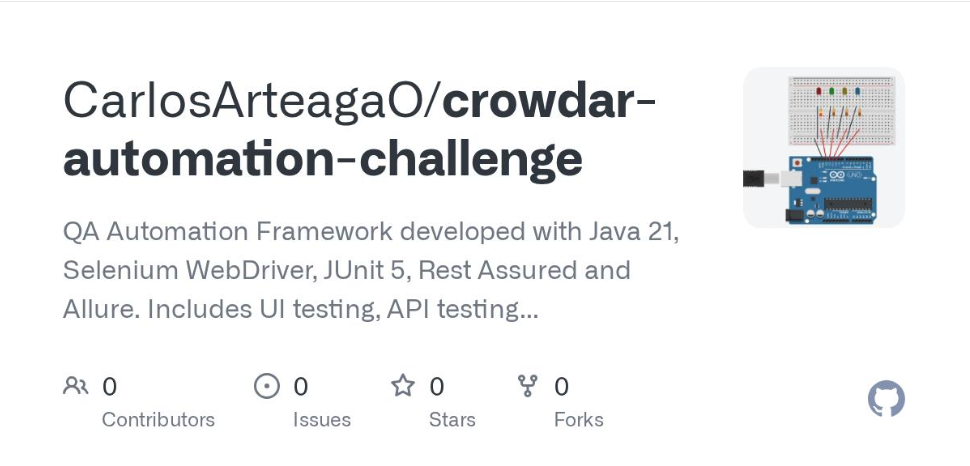 CarlosArteagaO/crowdar-
automation-challenge
QA Automation Framework developed with Java 21,
Selenium WebDriver, JUnit 5, Rest Assured and
Allure. Includes UI testing, API testing...
0
Contributors
0
Issues
0
Stars
0
Forks